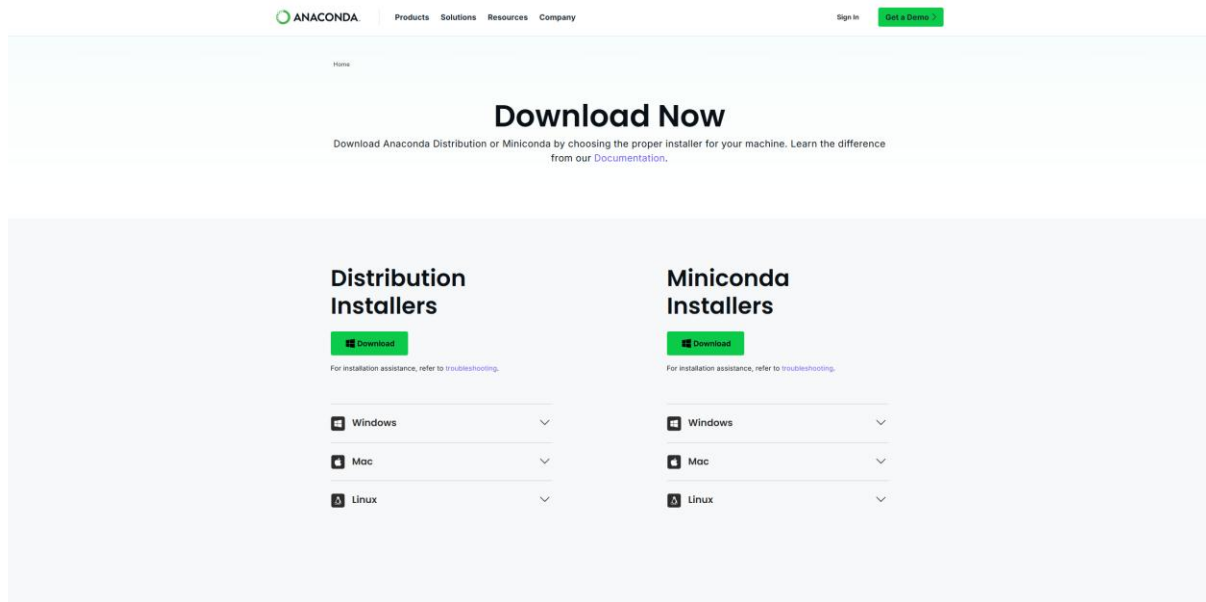 ANACONDA.
Products Solutions Resources Company
Sign In
Get a Demo
Home
Download Now
Download Anaconda Distribution or Miniconda by choosing the proper installer for your machine. Learn the difference
from our Documentation.
Distribution
Installers
Download
For installation assistance, refer to troubleshooting.
Windows
Mac
Linux
Miniconda
Installers
Download
For installation assistance, refer to troubleshooting.
Windows
Mac
Linux